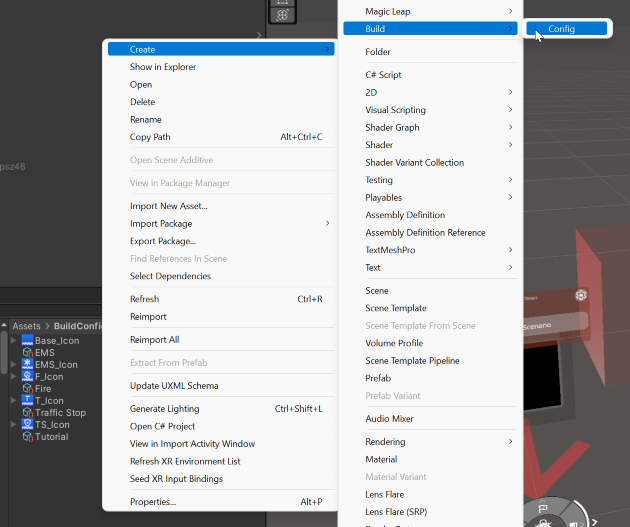 Magic Leap
Build
Config
Folder
C# Script
2D
Visual Scripting
Shader Graph
Shader
Shader Variant Collection
Testing
Playables
Assembly Definition
Assembly Definition Reference
TextMeshPro
Text
Scene
Scene Template
Scene Template From Scene
Volume Profile
Scene Template Pipeline
Prefab
Prefab Variant
Audio Mixer
Rendering
Material
Material Variant
Lens Flare
Lens Flare (SRP)
Create
Show in Explorer
Open
Delete
Rename
Copy Path Alt+Ctrl+C
Open Scene Additive
View in Package Manager
Import New Asset...
Import Package
Export Package...
Find References In Scene
Select Dependencies
Refresh Ctrl+R
Reimport
Reimport All
Extract From Prefab
Update UXML Schema
Generate Lighting Ctrl+Shift+L
Open C# Project
View in Import Activity Window
Refresh XR Environment List
Seed XR Input Bindings
Properties... Alt+P
psz48
Assets > BuildConfi
Base_Icon
EMS
EMS_Icon
F_Icon
Fire
T_Icon
Traffic Stop
TS_Icon
Tutorial
Scenario